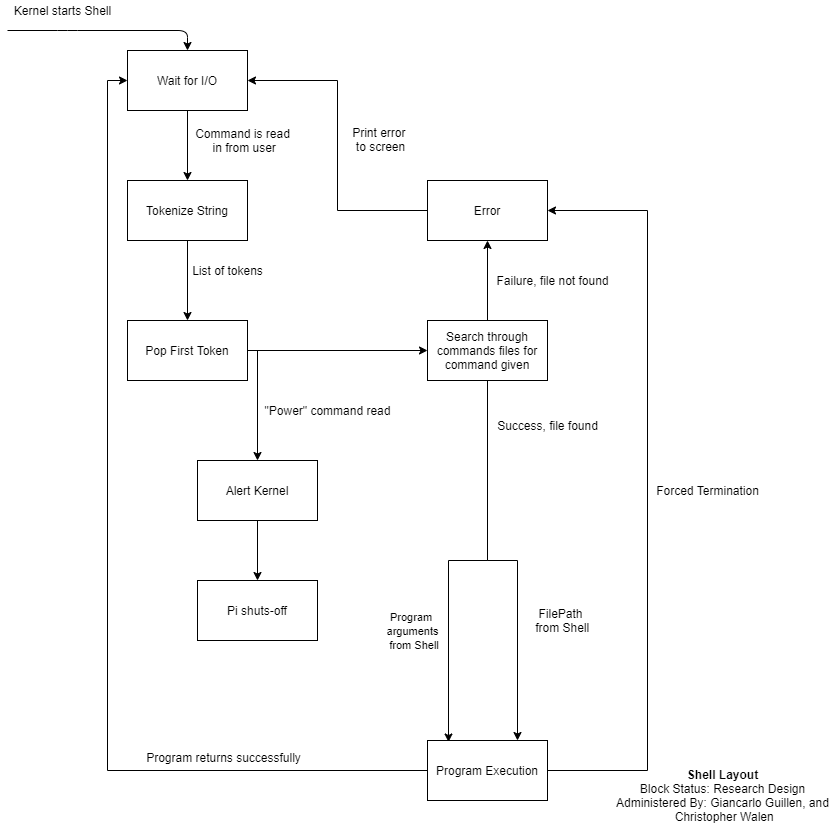 Kernel starts Shell
Wait for I/O
Command is read
in from user
Print error
to screen
Tokenize String
Error
List of tokens
Failure, file not found
Pop First Token
Search through
commands files for
command given
"Power" command read
Success, file found
Alert Kernel
Forced Termination
Pi shuts-off
Program
arguments
from Shell
FilePath
from Shell
Program returns successfully
Program Execution
Shell Layout
Block Status: Research Design
Administered By: Giancarlo Guillen, and
Christopher Walen